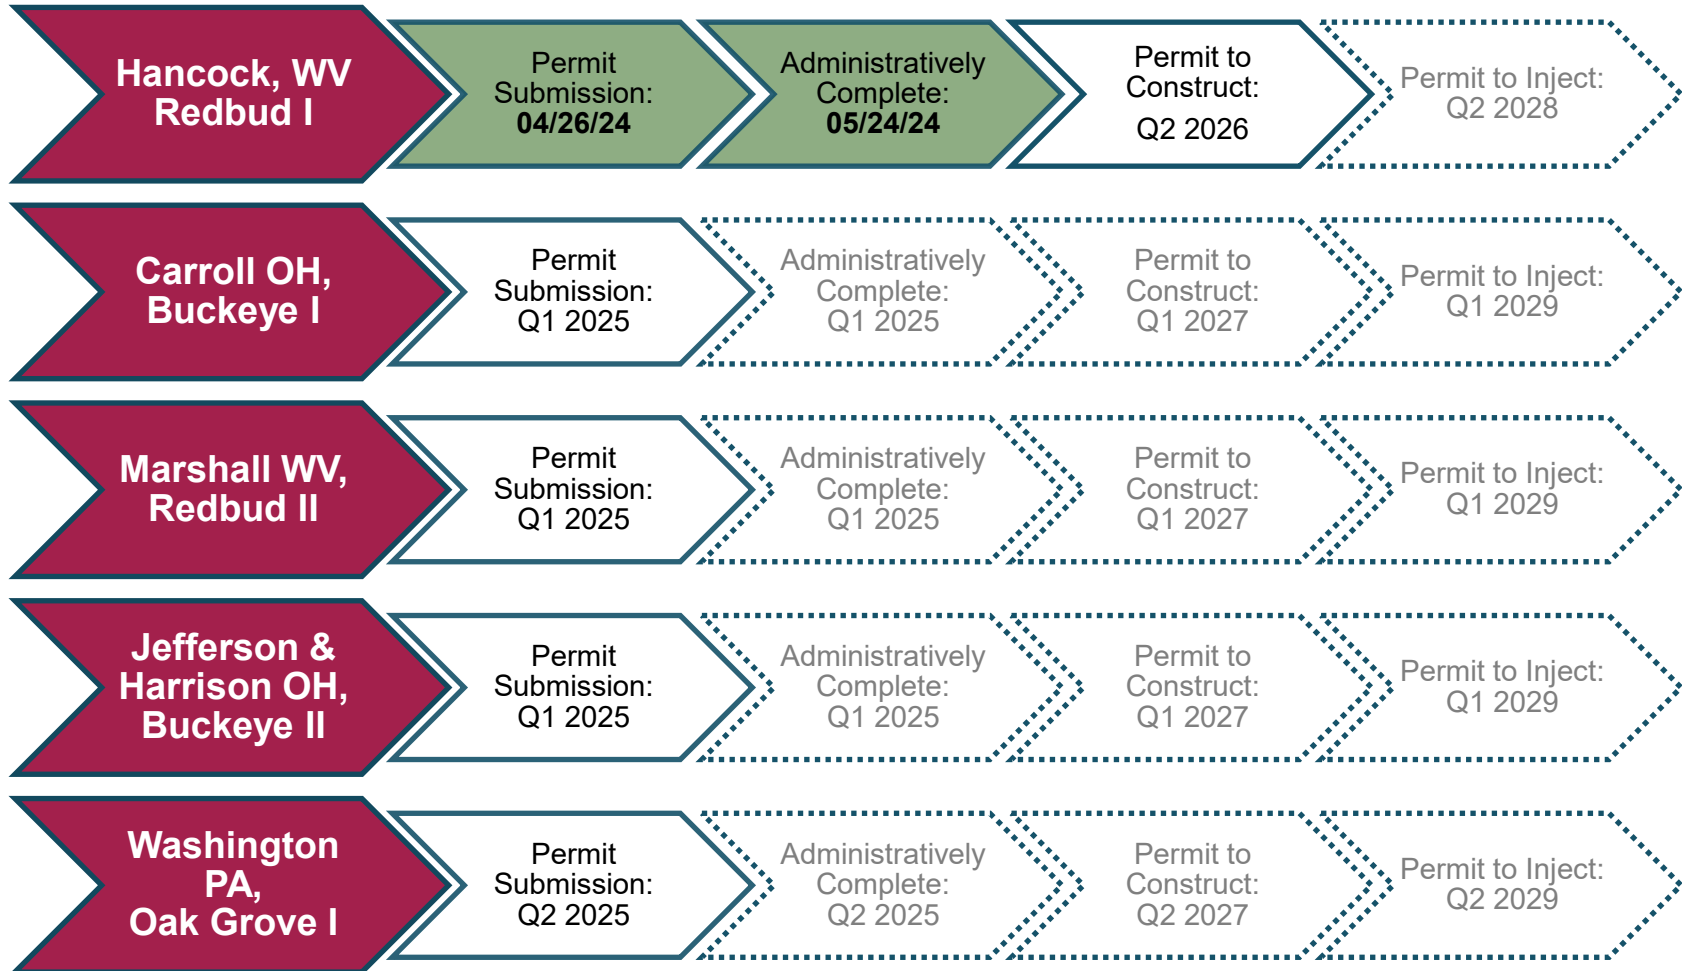 Hancock, WV
Redbud I
Permit
Submission:
04/26/24
Administratively
Complete:
05/24/24
Permit to
Construct:
Q2 2026
Permit to Inject:
Q2 2028
Carroll OH,
Buckeye I
Permit
Submission:
Q1 2025
Administratively
Complete:
Q1 2025
Permit to
Construct:
Q1 2027
Permit to Inject:
Q1 2029
Marshall WV,
Redbud II
Permit
Submission:
Q1 2025
Administratively
Complete:
Q1 2025
Permit to
Construct:
Q1 2027
Permit to Inject:
Q1 2029
Jefferson &
Harrison OH,
Buckeye II
Permit
Submission:
Q1 2025
Administratively
Complete:
Q1 2025
Permit to
Construct:
Q1 2027
Permit to Inject:
Q1 2029
Washington
PA,
Oak Grove I
Permit
Submission:
Q2 2025
Administratively
Complete:
Q2 2025
Permit to
Construct:
Q2 2027
Permit to Inject:
Q2 2029